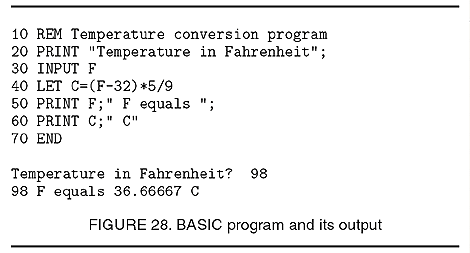 10 REM Temperature conversion program
20 PRINT "Temperature in Fahrenheit";
30 INPUT F
40 LET C=(F-32)*5/9
50 PRINT F;" F equals ";
60 PRINT C;" C"
70 END
Temperature in Fahrenheit?  98
98 F equals 36.66667 C
FIGURE 28. BASIC program and its output